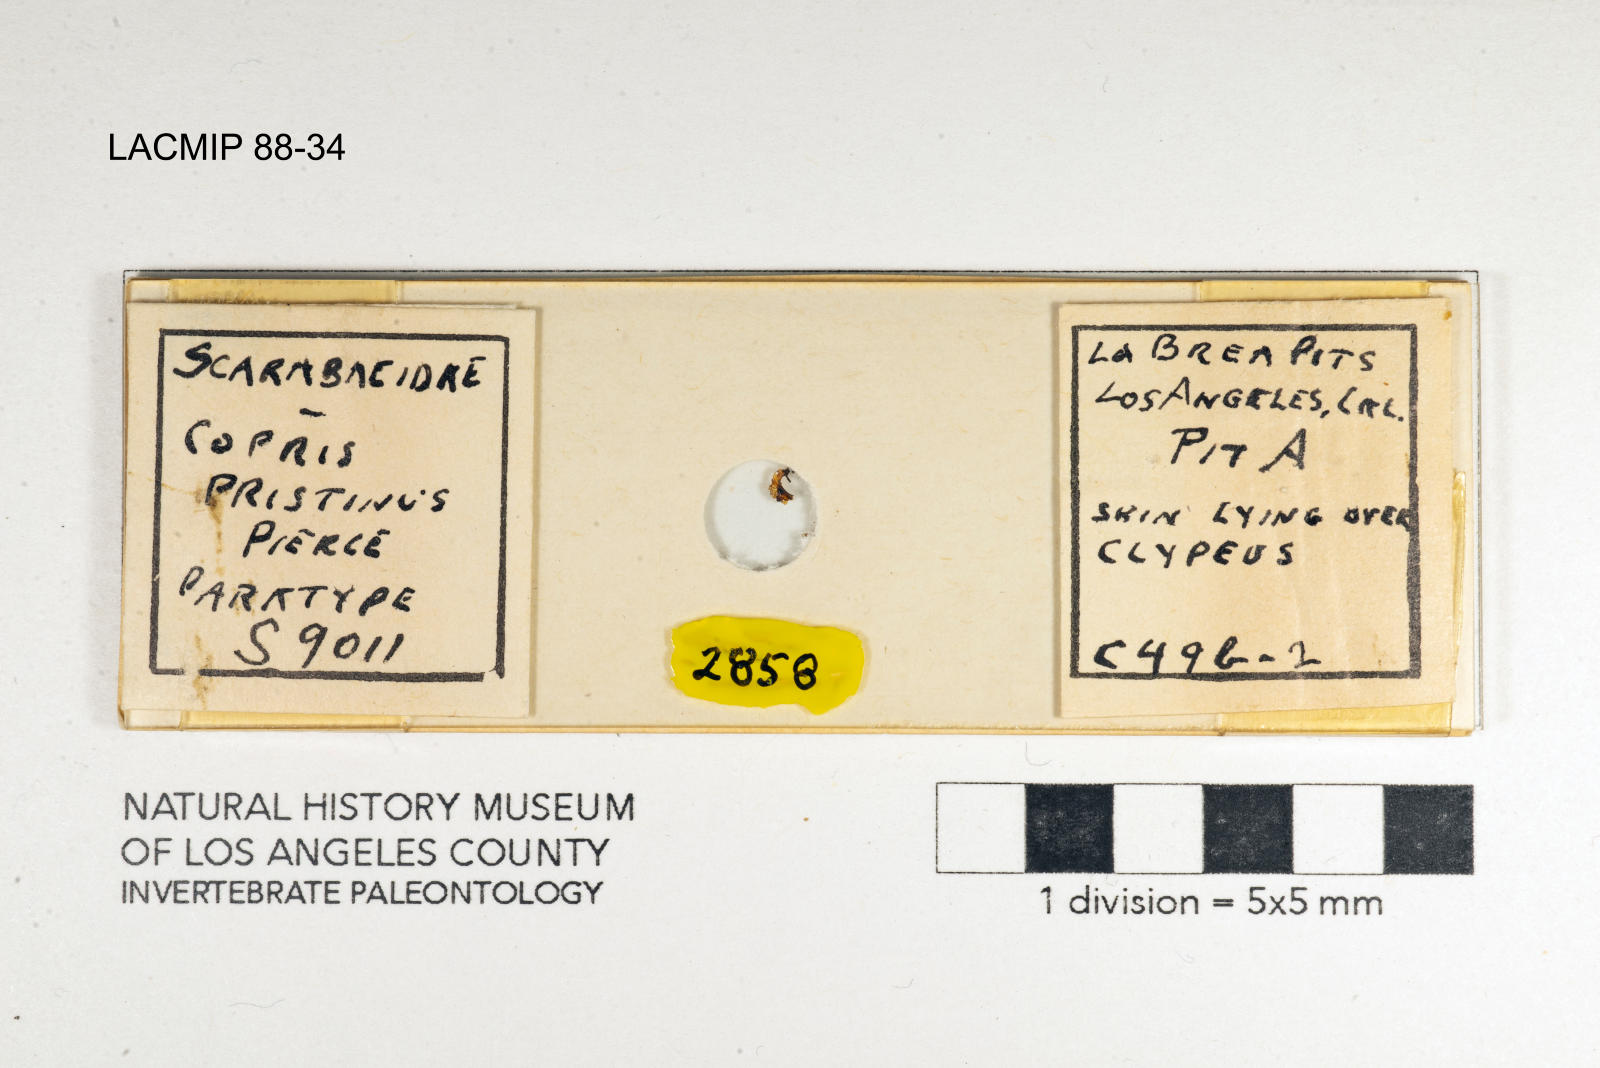 LACMIP 88-34
SCARABAEIDAE
-
COPRIS
PRISTINUS
PIERCE
PARATYPE
S 9011
2858
La BREA PITS
LOS ANGELES, CAL.
PIT A
SKIN LYING OVER
CLYPEUS
C49b-2
NATURAL HISTORY MUSEUM
OF LOS ANGELES COUNTY
INVERTEBRATE PALEONTOLOGY
1 division = 5x5 mm